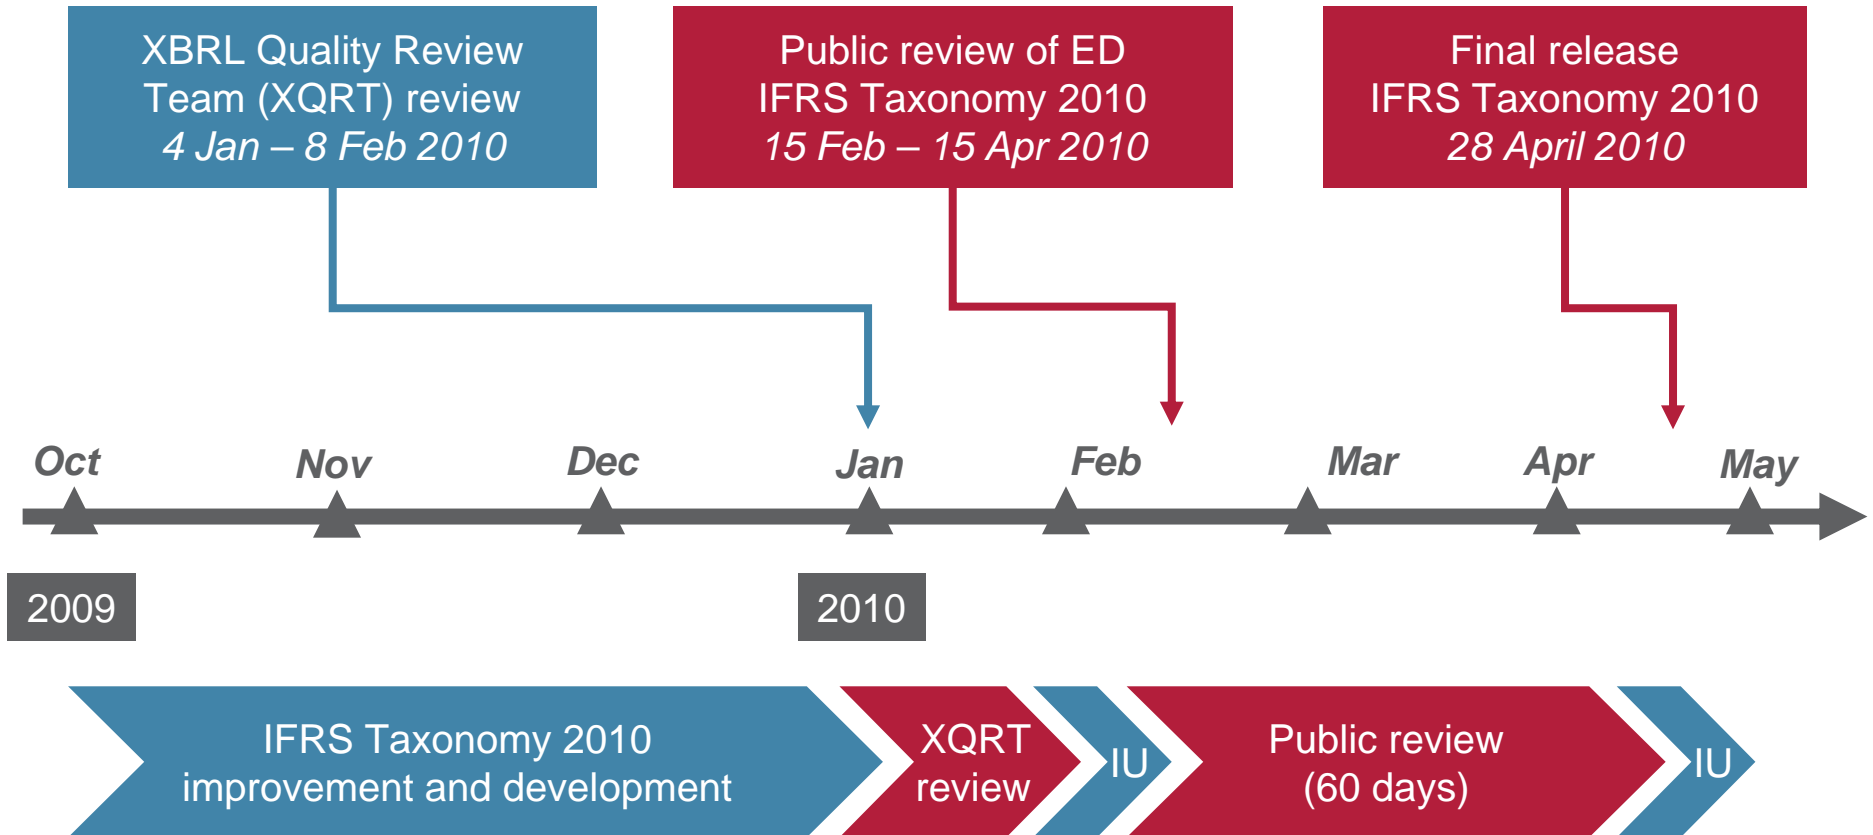 XBRL Quality Review
Team (XQRT) review
4 Jan – 8 Feb 2010
Public review of ED
IFRS Taxonomy 2010
15 Feb – 15 Apr 2010
Final release
IFRS Taxonomy 2010
28 April 2010
Oct
Nov
Dec
Jan
Feb
Mar
Apr
May
2009
2010
IFRS Taxonomy 2010
improvement and development
XQRT
review
IU
Public review
(60 days)
IU